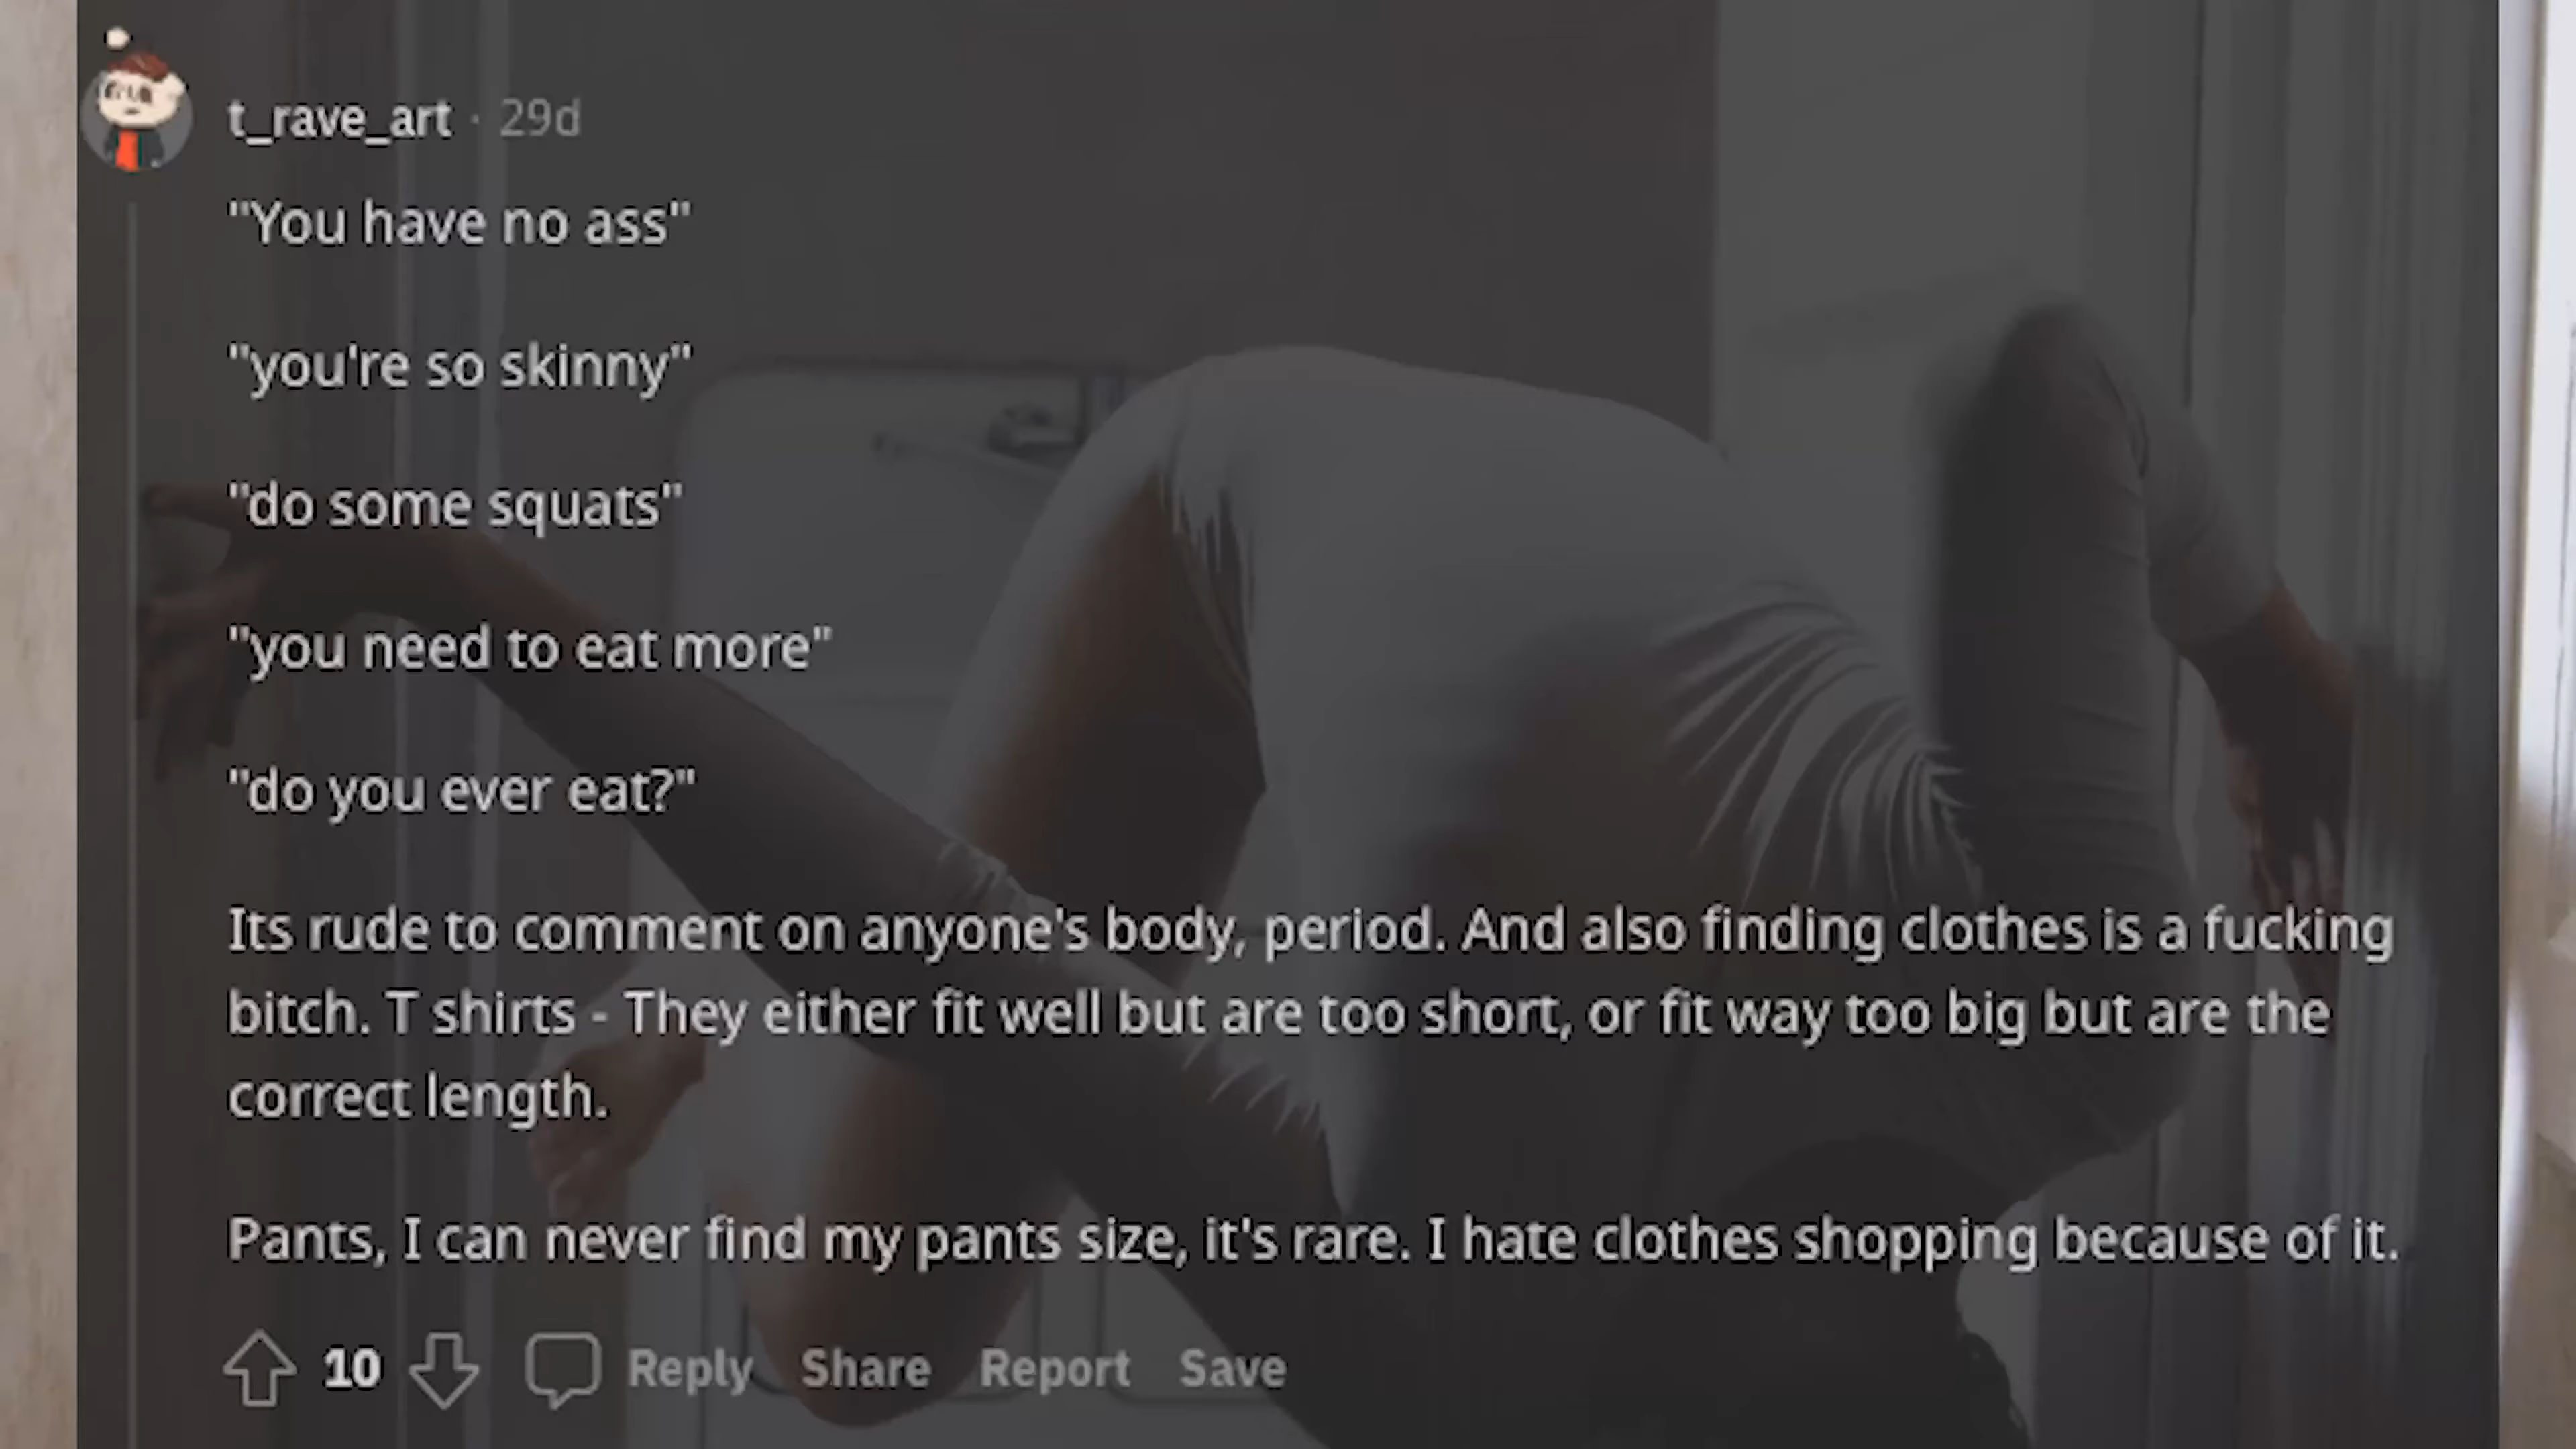 t_rave_art · 29d
"You have no ass"
"you're so skinny"
"do some squats"
"you need to eat more"
"do you ever eat?"
Its rude to comment on anyone's body, period. And also finding clothes is a fucking
bitch. T shirts - They either fit well but are too short, or fit way too big but are the
correct length.
Pants, I can never find my pants size, it's rare. I hate clothes shopping because of it.
10 Reply Share Report Save